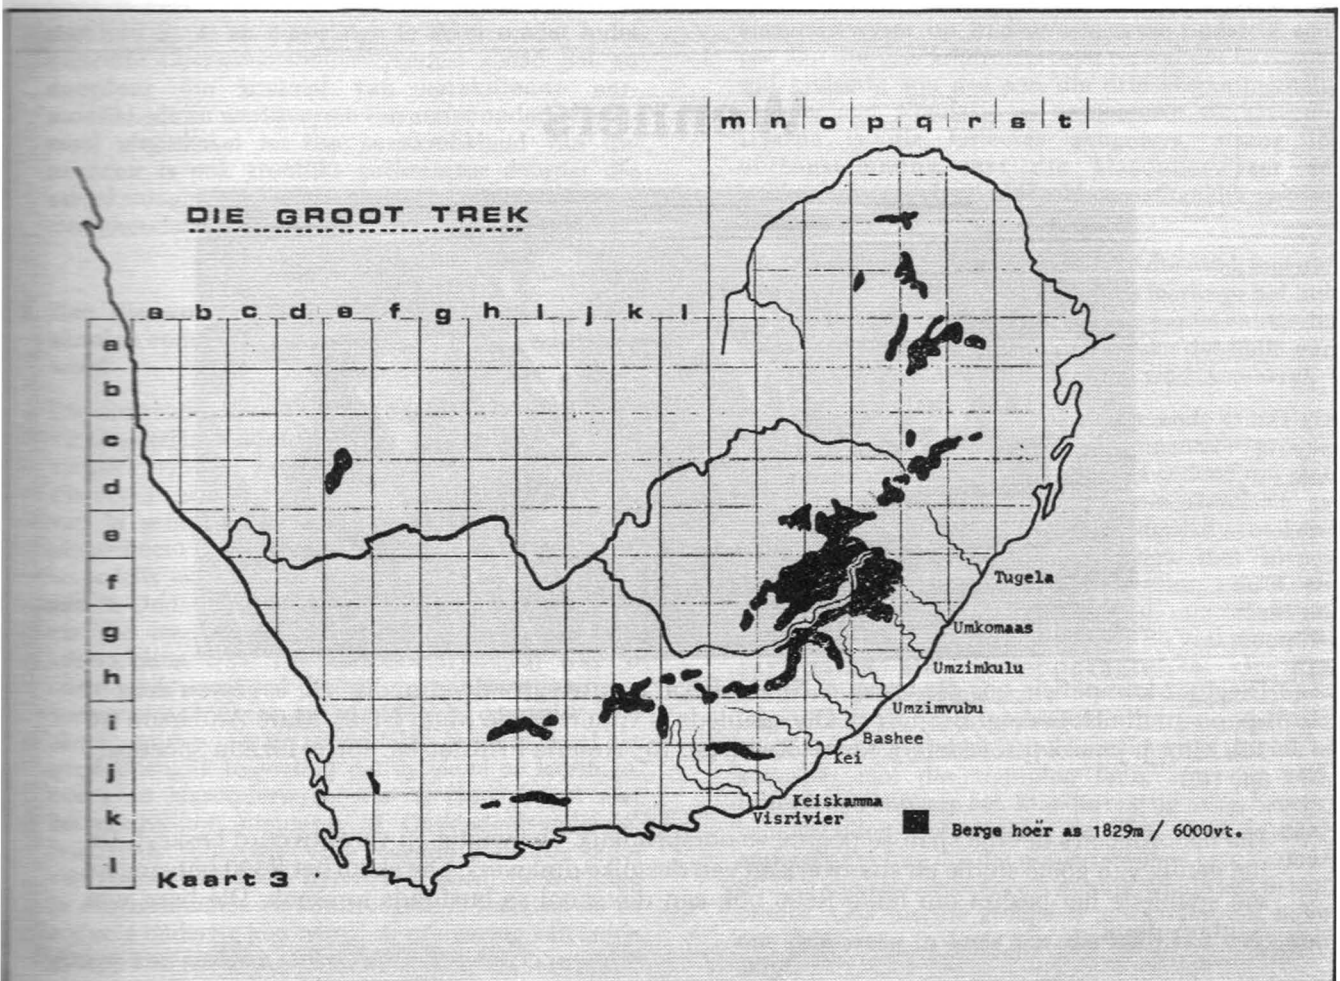 m n o p q r s t
DIE GROOT TREK
a b c d e f g h i j k l
a
b
c
d
e
f
g
h
i
j
k
l
Tugela
Umkomaas
Umzimkulu
Umzimvubu
Bashee
Kei
Keiskamma
Visrivier
Berge hoër as 1829m / 6000vt.
Kaart 3